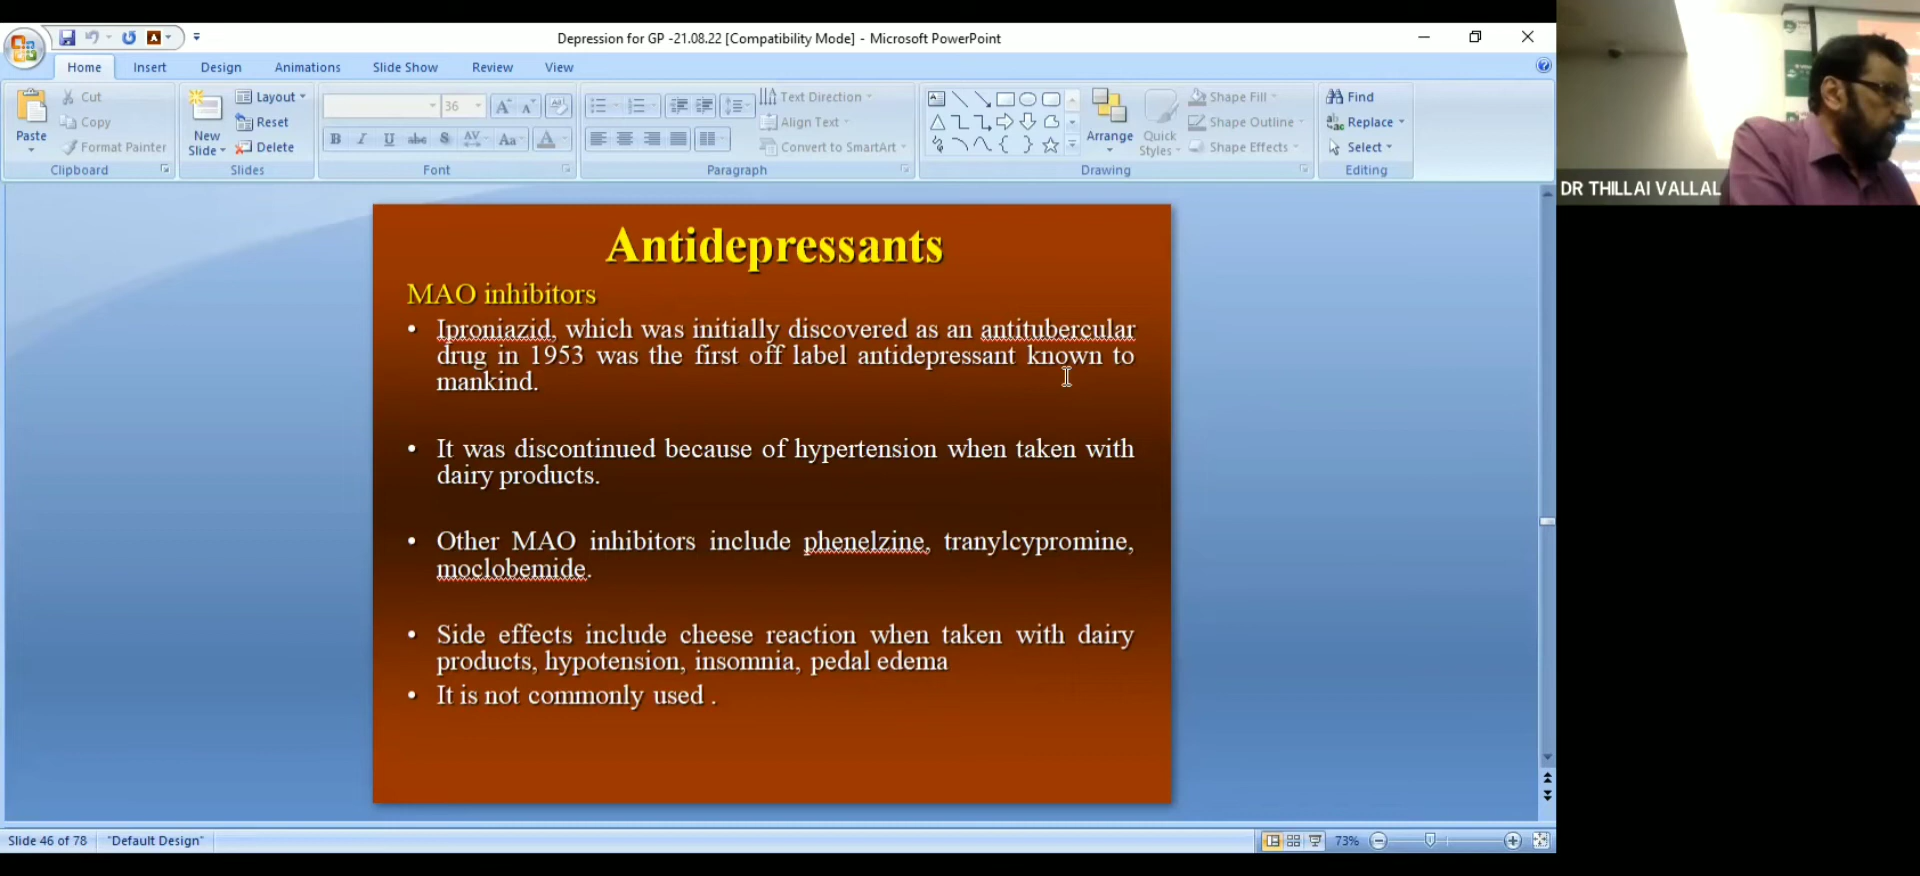 Depression for GP -21.08.22 [Compatibility Mode] - Microsoft PowerPoint
Home Insert Design Animations Slide Show Review View
Cut
Copy
Format Painter
Paste
Clipboard
New Slide
Layout
Reset
Delete
Slides
36
Font
Text Direction
Align Text
Convert to SmartArt
Paragraph
Arrange
Quick Styles
Shape Fill
Shape Outline
Shape Effects
Drawing
Find
Replace
Select
Editing
DR THILLAI VALLAL
Antidepressants
MAO inhibitors
• Iproniazid, which was initially discovered as an antitubercular
drug in 1953 was the first off label antidepressant known to
mankind.
• It was discontinued because of hypertension when taken with
dairy products.
• Other MAO inhibitors include phenelzine, tranylcypromine,
moclobemide.
• Side effects include cheese reaction when taken with dairy
products, hypotension, insomnia, pedal edema
• It is not commonly used .
Slide 46 of 78 "Default Design" 73%